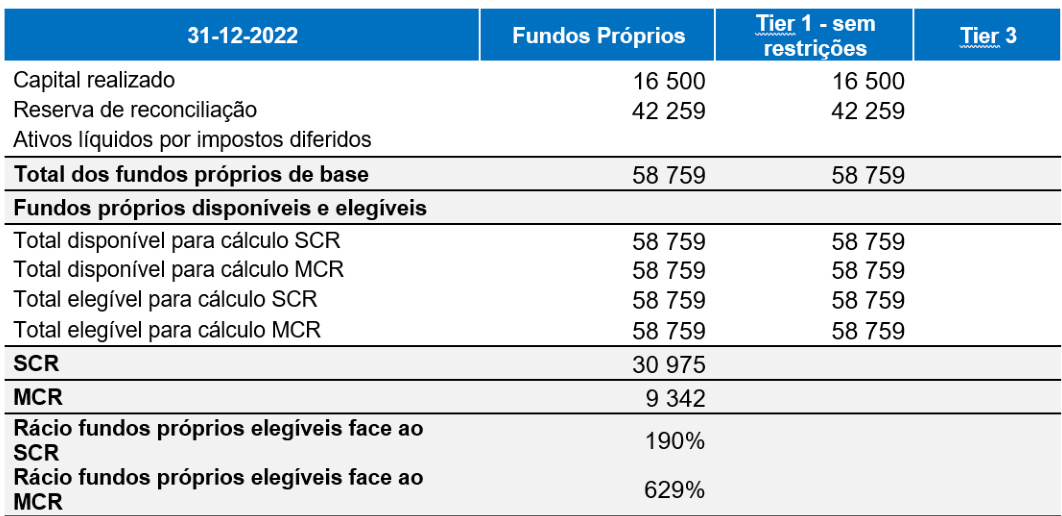 31-12-2022 Fundos Próprios Tier 1 - sem restrições Tier 3
Capital realizado 16 500 16 500
Reserva de reconciliação 42 259 42 259
Ativos líquidos por impostos diferidos
Total dos fundos próprios de base 58 759 58 759
Fundos próprios disponíveis e elegíveis
Total disponível para cálculo SCR 58 759 58 759
Total disponível para cálculo MCR 58 759 58 759
Total elegível para cálculo SCR 58 759 58 759
Total elegível para cálculo MCR 58 759 58 759
SCR 30 975
MCR 9 342
Rácio fundos próprios elegíveis face ao
SCR 190%
Rácio fundos próprios elegíveis face ao
MCR 629%